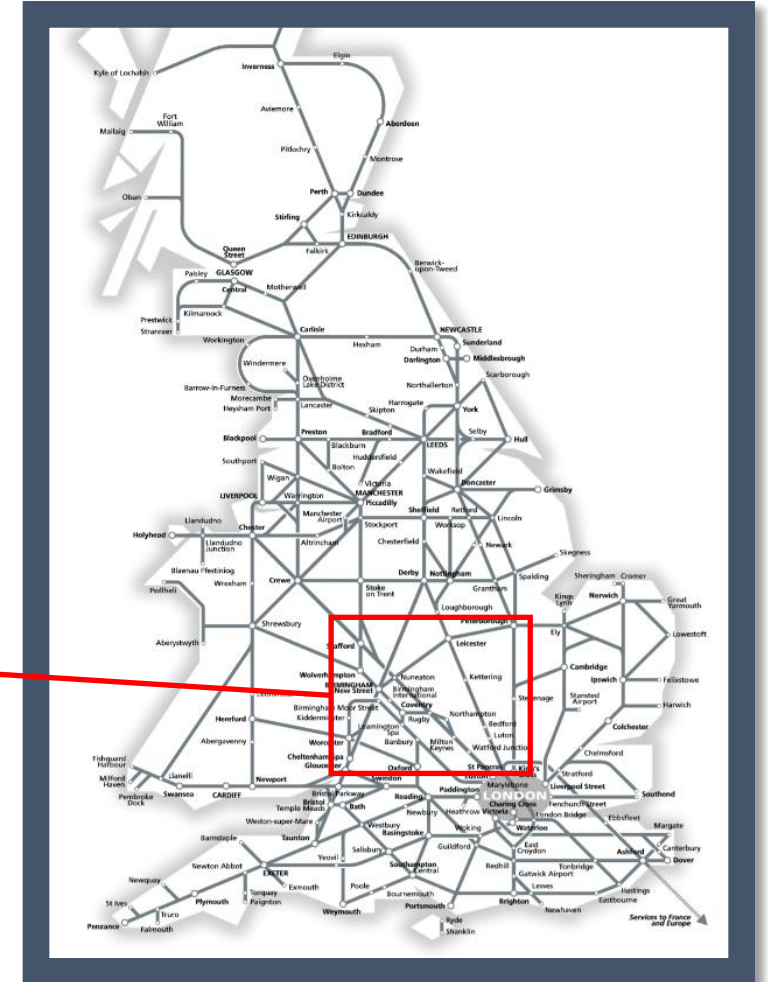 Elgin
Inverness
Kyle of Lochalsh
Aviemore
Fort
William
Mallaig
Aberdeen
Pitlochry
Montrose
Perth
Dundee
Oban
Kirkcaldy
Stirling
EDINBURGH
Queen
Street
Falkirk
Berwick-
upon-Tweed
Paisley
GLASGOW
Central
Motherwell
Kilmarnock
Prestwick
Stranraer
Carlisle
NEWCASTLE
Workington
Hexham
Sunderland
Durham
Darlington
Middlesbrough
Windermere
Scarborough
Oxenholme
Lake District
Barrow-in-Furness
Northallerton
Morecambe
Heysham Port
Lancaster
Harrogate
Skipton
York
Blackpool
Preston
Bradford
Selby
Hull
Blackburn
LEEDS
Huddersfield
Southport
Bolton
Wakefield
Wigan
Victoria
Doncaster
MANCHESTER
Piccadilly
LIVERPOOL
Warrington
Grimsby
Manchester
Airport
Sheffield
Retford
Lincoln
Llandudno
Stockport
Worksop
Holyhead
Chester
Llandudno
Junction
Altrincham
Chesterfield
Newark
Skegness
Blaenau Ffestiniog
Derby
Nottingham
Spalding
Sheringham
Cromer
Pwllheli
Wrexham
Crewe
Stoke
on Trent
Grantham
Kings
Lynn
Norwich
Great
Yarmouth
Loughborough
Shrewsbury
Peterborough
Ely
Lowestoft
Aberystwyth
Stafford
Leicester
Cambridge
Wolverhampton
Nuneaton
Kettering
Ipswich
Felixstowe
BIRMINGHAM
New Street
Birmingham
International
Stevenage
Stansted
Airport
Harwich
Birmingham Moor Street
Coventry
Kidderminster
Rugby
Northampton
Hereford
Leamington
Spa
Bedford
Colchester
Abergavenny
Worcester
Banbury
Milton
Keynes
Luton
Watford Junction
Chelmsford
Cheltenham Spa
Gloucester
Oxford
St Pancras
King's
Cross
Euston
Stratford
Fishguard
Harbour
Llanelli
Newport
Swindon
Marylebone
Liverpool Street
Milford
Haven
Pembroke
Dock
Swansea
CARDIFF
Bristol Parkway
Reading
Paddington
LONDON
Southend
Bristol
Temple Meads
Bath
Newbury
Heathrow
Victoria
Charing Cross
Fenchurch Street
London Bridge
Ebbsfleet
Weston-super-Mare
Westbury
Basingstoke
Woking
Waterloo
Margate
Barnstaple
Taunton
Salisbury
Guildford
East
Croydon
Canterbury
Newton Abbot
Yeovil
Southampton
Central
Redhill
Tonbridge
Ashford
Dover
EXETER
Gatwick Airport
Newquay
Exmouth
Poole
Bournemouth
Lewes
Hastings
St Ives
Plymouth
Torquay
Paignton
Weymouth
Portsmouth
Brighton
Newhaven
Eastbourne
Truro
Penzance
Falmouth
Ryde
Shanklin
Services to France
and Europe